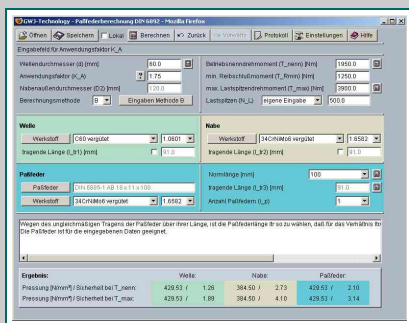 GWJ-Technology - Paßfederberechnung DIN 6892 - Mozilla Firefox
Öffnen Speichern Lokal Berechnen Zurück Vorwärts Protokoll Einstellungen Hilfe
Eingabefeld für Anwendungsfaktor K_A
Wellendurchmesser (d) [mm] 60.0 Betriebsnenndrehmoment (T_nenn) [Nm] 1950.0
Anwendungsfaktor (K_A) ? 1.75 min. Reibschlußmoment (T_Rmin) [Nm] 1250.0
Nabenaußendurchmesser (D2) [mm] 120.0 max. Lastspitzendrehmoment (T_max) [Nm] 3900.0
Berechnungsmethode B Eingaben Methode B Lastspitzen (N_L) eigene Eingabe 500.0
Welle Nabe
Werkstoff C60 vergütet 1.0601 Werkstoff 34CrNiMo6 vergütet 1.6582
tragende Länge (l_tr1) [mm] 91.0 tragende Länge (l_tr2) [mm] 91.0
Paßfeder Normlänge [mm] 100
Paßfeder DIN 6885-1 AB 18 x 11 x 100 tragende Länge (l_tr3) [mm] 91.0
Werkstoff 34CrNiMo6 vergütet 1.6582 Anzahl Paßfedern (i_p) 1
Wegen des ungleichmäßigen Tragens der Paßfeder über ihrer Länge, ist die Paßfederlänge ltr so zu wählen, daß für das Verhältnis ltr
Die Paßfeder ist für die eingegebenen Daten geeignet.
Ergebnis: Welle: Nabe: Paßfeder:
Pressung [N/mm²] / Sicherheit bei T_nenn: 429.53 / 1.26 384.50 / 2.73 429.53 / 2.10
Pressung [N/mm²] / Sicherheit bei T_max: 429.53 / 1.89 384.50 / 4.10 429.53 / 3.14